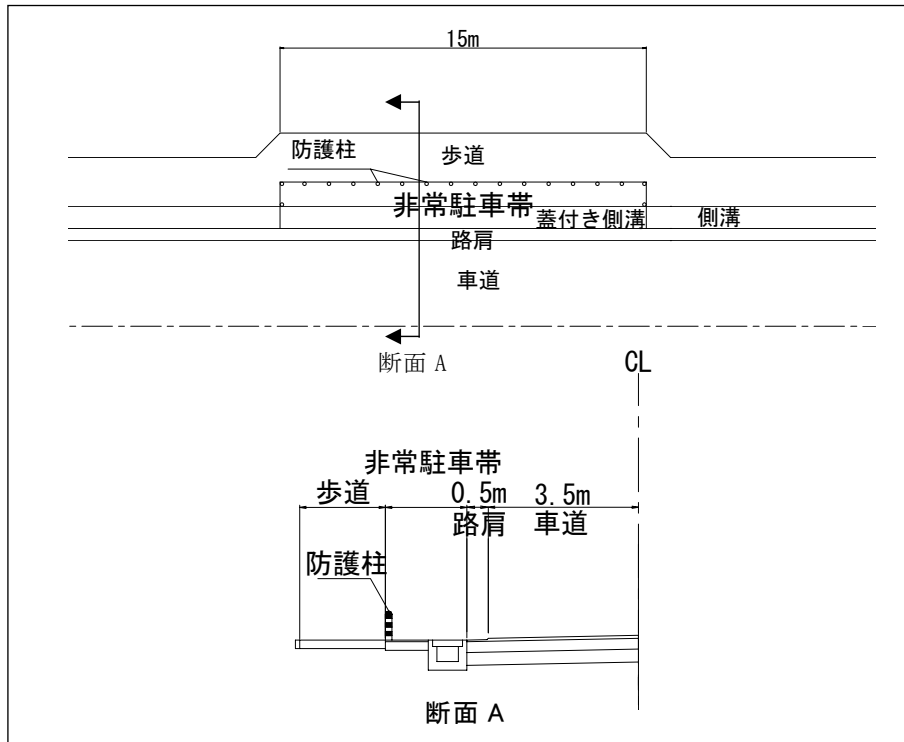 15m
防護柱
歩道
非常駐車帯
蓋付き側溝
側溝
路肩
車道
断面 A
CL
非常駐車帯
歩道
0.5m
3.5m
路肩
車道
防護柱
断面 A